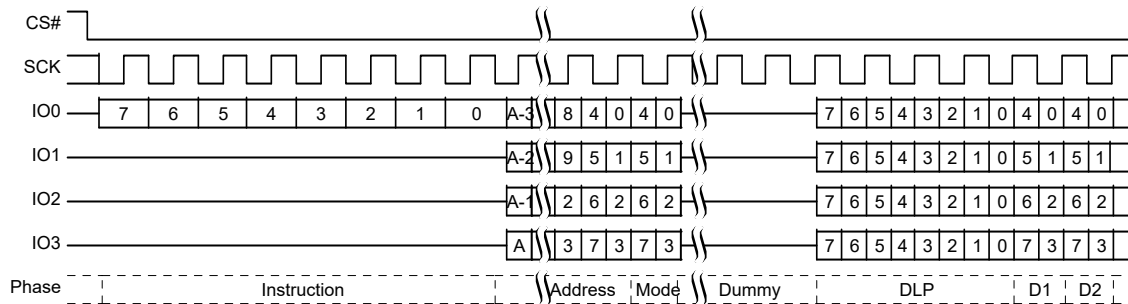 CS#
SCK
IO0 7 6 5 4 3 2 1 0 A-3 8 4 0 4 0 7 6 5 4 3 2 1 0 4 0 4 0
IO1 A-2 9 5 1 5 1 7 6 5 4 3 2 1 0 5 1 5 1
IO2 A-1 2 6 2 6 2 7 6 5 4 3 2 1 0 6 2 6 2
IO3 A 3 7 3 7 3 7 6 5 4 3 2 1 0 7 3 7 3
Phase Instruction Address Mode Dummy DLP D1 D2